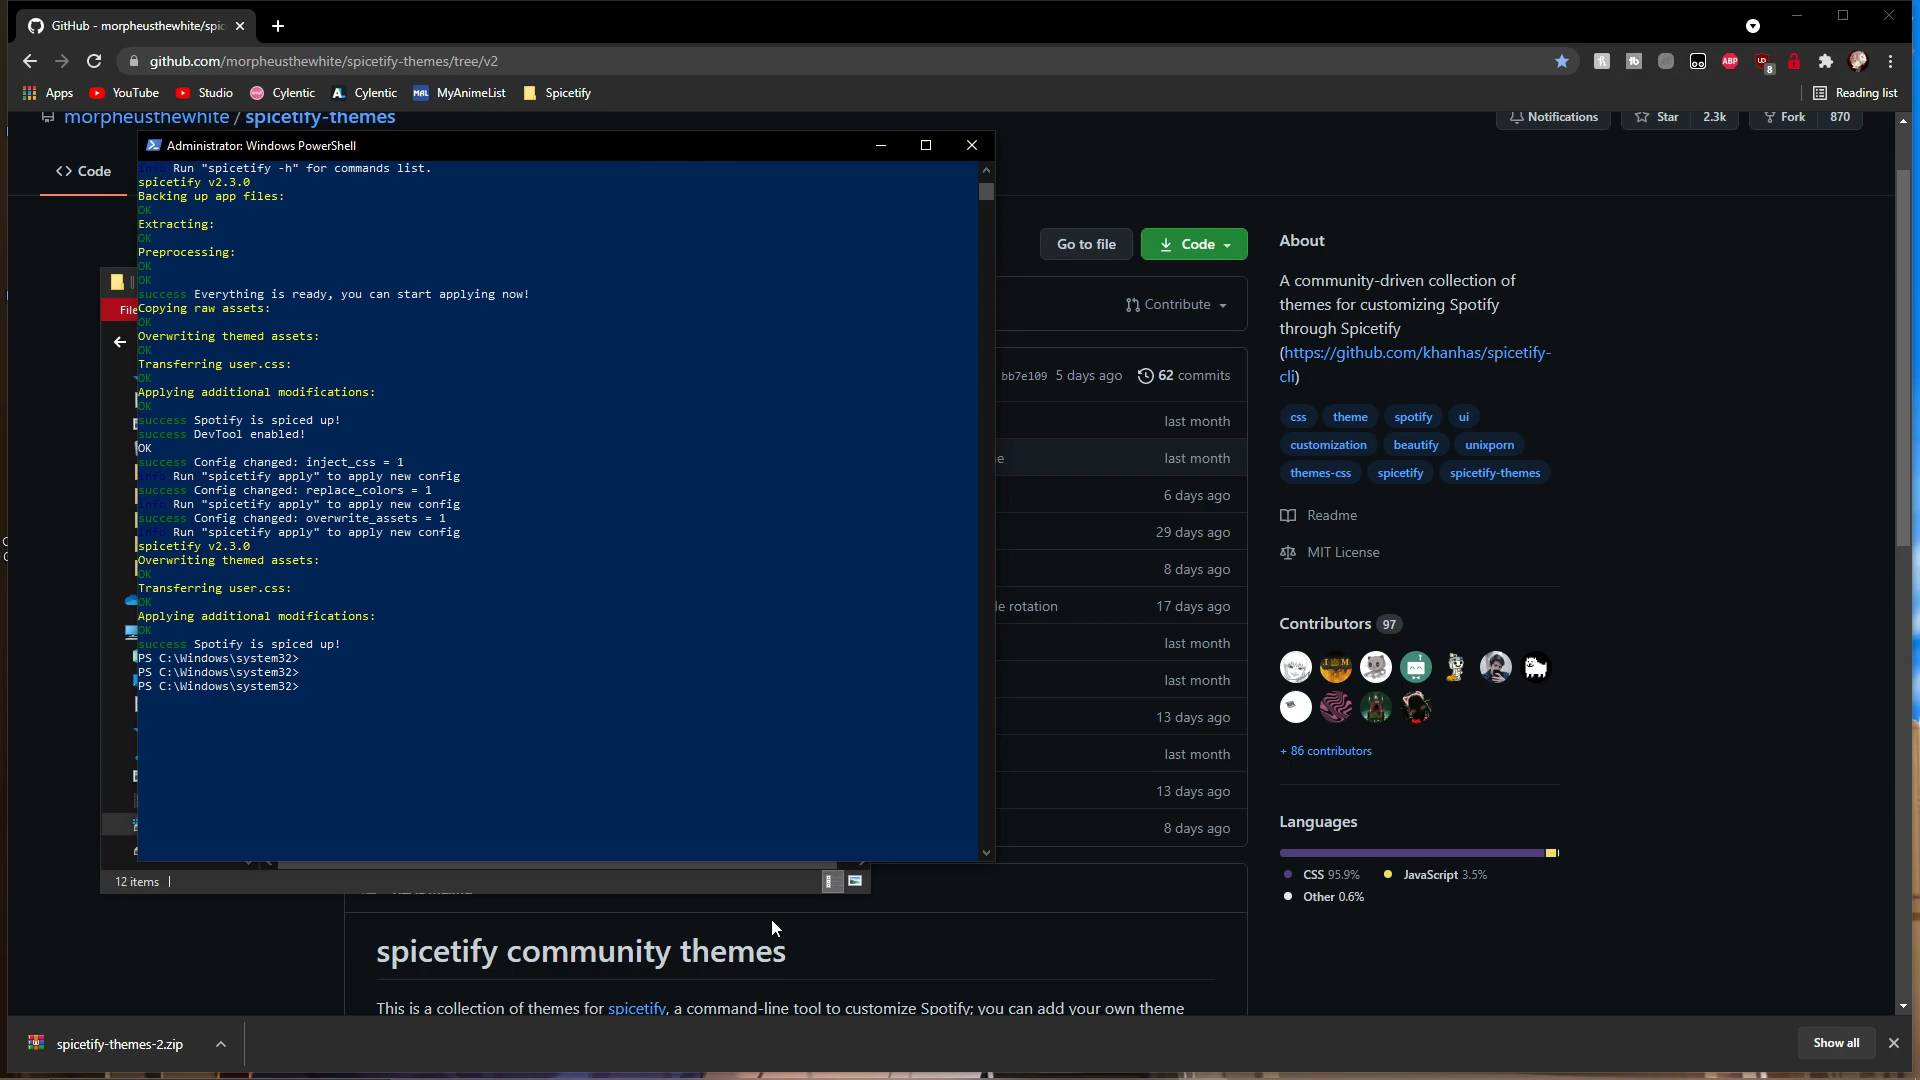 GitHub - morpheusthewhite/spic
github.com/morpheusthewhite/spicetify-themes/tree/v2
ABP
8
Apps
YouTube
Studio
Cylentic
Cylentic
MAL MyAnimeList
Spicetify
Reading list
morpheusthewhite / spicetify-themes
Notifications
Star 2.3k
Fork 870
<> Code
Administrator: Windows PowerShell
info Run "spicetify -h" for commands list.
spicetify v2.3.0
Backing up app files:
OK
Extracting:
OK
Preprocessing:
OK
OK
success Everything is ready, you can start applying now!
Copying raw assets:
OK
Overwriting themed assets:
OK
Transferring user.css:
OK
Applying additional modifications:
OK
success Spotify is spiced up!
success DevTool enabled!
OK
success Config changed: inject_css = 1
info Run "spicetify apply" to apply new config
success Config changed: replace_colors = 1
info Run "spicetify apply" to apply new config
success Config changed: overwrite_assets = 1
info Run "spicetify apply" to apply new config
spicetify v2.3.0
Overwriting themed assets:
OK
Transferring user.css:
OK
Applying additional modifications:
OK
success Spotify is spiced up!
PS C:\Windows\system32>
PS C:\Windows\system32>
PS C:\Windows\system32>
File
12 items
Go to file
Code
Contribute
bb7e109 5 days ago 62 commits
last month
last month
6 days ago
29 days ago
8 days ago
le rotation 17 days ago
last month
last month
13 days ago
last month
13 days ago
8 days ago
About
A community-driven collection of
themes for customizing Spotify
through Spicetify
(https://github.com/khanhas/spicetify-
cli)
css theme spotify ui
customization beautify unixporn
themes-css spicetify spicetify-themes
Readme
MIT License
Contributors 97
+ 86 contributors
Languages
CSS 95.9% JavaScript 3.5%
Other 0.6%
spicetify community themes
This is a collection of themes for spicetify, a command-line tool to customize Spotify; you can add your own theme
spicetify-themes-2.zip
Show all